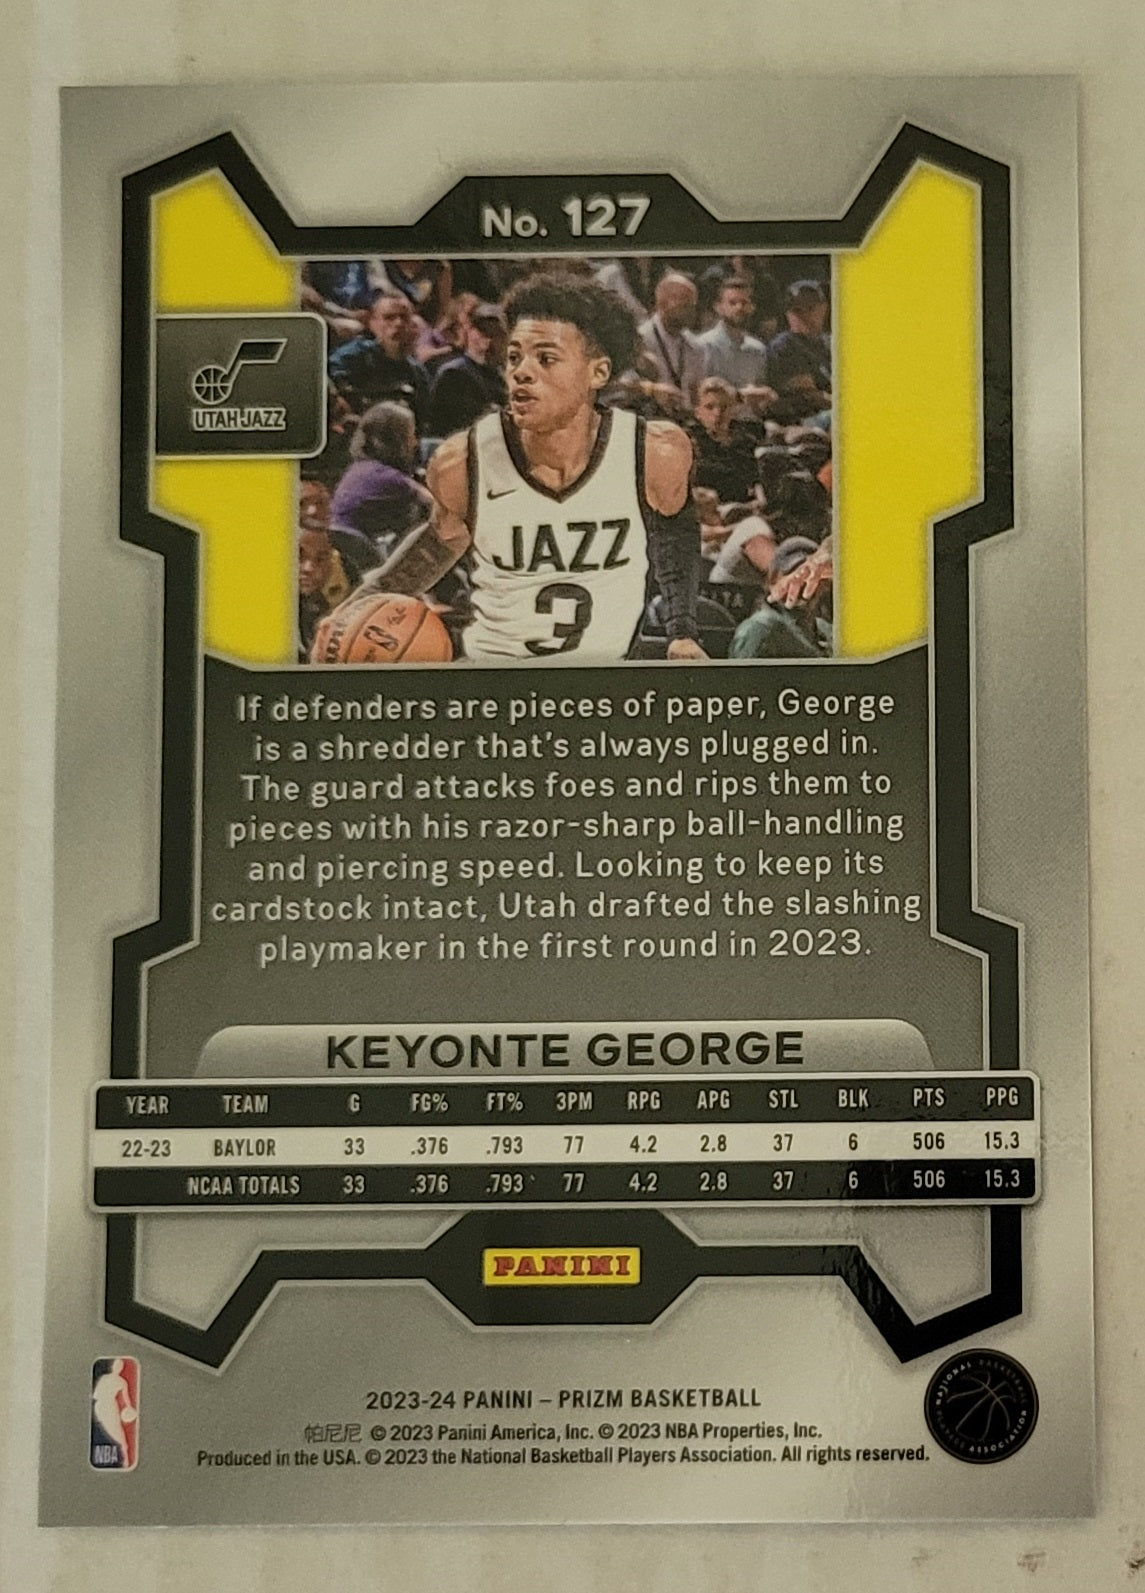 No. 127
UTAH JAZZ
JAZZ
3
If defenders are pieces of paper, George
is a shredder that's always plugged in.
The guard attacks foes and rips them to
pieces with his razor-sharp ball-handling
and piercing speed. Looking to keep its
cardstock intact, Utah drafted the slashing
playmaker in the first round in 2023.
KEYONTE GEORGE
YEAR TEAM G FG% FT% 3PM RPG APG STL BLK PTS PPG
22-23 BAYLOR 33 .376 .793 77 4.2 2.8 37 6 506 15.3
NCAA TOTALS 33 .376 .793 77 4.2 2.8 37 6 506 15.3
PANINI
2023-24 PANINI – PRIZM BASKETBALL
帕尼尼 © 2023 Panini America, Inc. © 2023 NBA Properties, Inc.
Produced in the USA. © 2023 the National Basketball Players Association. All rights reserved.
NBA
NATIONAL BASKETBALL PLAYERS ASSOCIATION